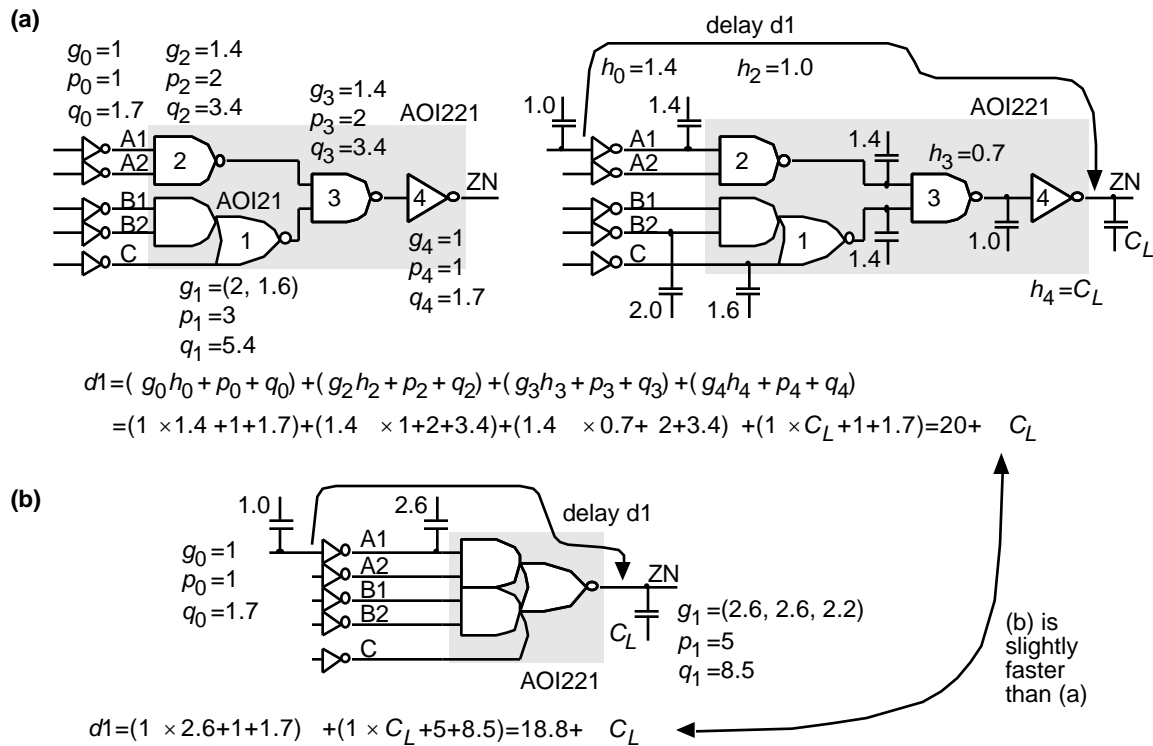 (a)
g0=1
p0=1
q0=1.7
g2=1.4
p2=2
q2=3.4
g3=1.4
p3=2
q3=3.4
AOI221
A1
A2
2
B1
B2
AOI21
1
C
3
4
ZN
g4=1
p4=1
q4=1.7
g1=(2, 1.6)
p1=3
q1=5.4
delay d1
h0=1.4
h2=1.0
1.0
1.4
AOI221
A1
A2
2
1.4
h3=0.7
B1
B2
1
C
3
4
ZN
1.4
1.0
CL
2.0
1.6
h4=CL
d1=( g0h0+p0+q0)+(g2h2+p2+q2)+(g3h3+p3+q3)+(g4h4+p4+q4)
=(1 ×1.4+1+1.7)+(1.4 ×1+2+3.4)+(1.4 ×0.7+ 2+3.4) +(1 ×CL+1+1.7)=20+ CL
(b)
1.0
2.6
delay d1
g0=1
p0=1
q0=1.7
A1
A2
B1
B2
C
ZN
CL
AOI221
g1=(2.6, 2.6, 2.2)
p1=5
q1=8.5
(b) is
slightly
faster
than (a)
d1=(1 ×2.6+1+1.7) +(1 ×CL+5+8.5)=18.8+ CL